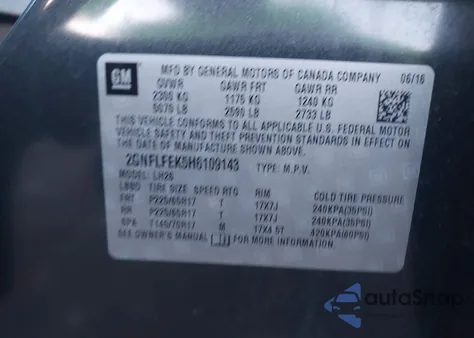 GM
MFD BY GENERAL MOTORS OF CANADA COMPANY 06/16
GVWR GAWR FRT GAWR RR
2300 KG 1175 KG 1240 KG
5070 LB 2590 LB 2733 LB
THIS VEHICLE CONFORMS TO ALL APPLICABLE U.S. FEDERAL MOTOR
VEHICLE SAFETY, BUMPER, AND THEFT PREVENTION STANDARDS IN EFFECT ON
THE DATE OF MANUFACTURE SHOWN ABOVE.
2GNFLFEK5H6109143 TYPE: M.P.V.
MODEL: LH26
TIRE SIZE SPEED RTG RIM
FRT P225/65R17 T 17X7J 240KPA(35PSI)
RR P225/65R17 T 17X7J 240KPA(35PSI)
SPA T145/70R17 M 17X4.5T 420KPA(60PSI)
SEE OWNER'S MANUAL FOR MORE INFORMATION
autoSnap